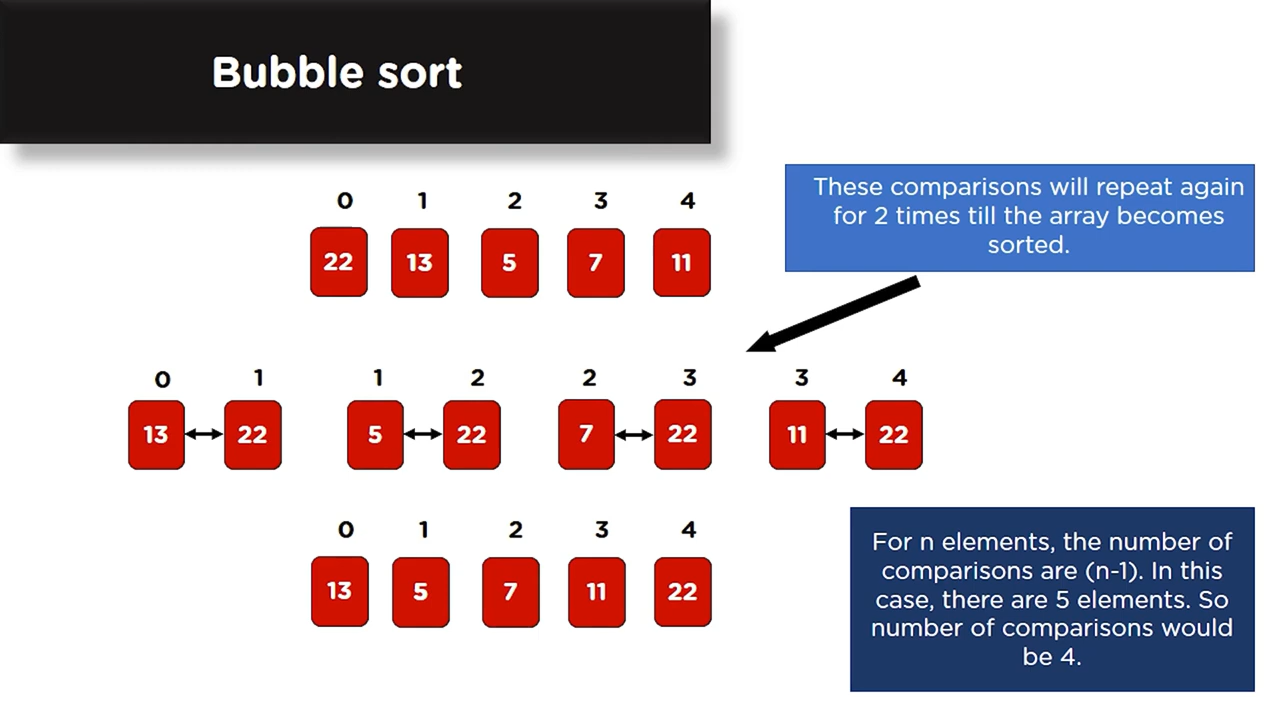 Bubble sort
These comparisons will repeat again
for 2 times till the array becomes
sorted.
0 1 2 3 4
22 13 5 7 11
0 1 1 2 2 3 3 4
13 22 5 22 7 22 11 22
0 1 2 3 4
13 5 7 11 22
For n elements, the number of
comparisons are (n-1). In this
case, there are 5 elements. So
number of comparisons would
be 4.